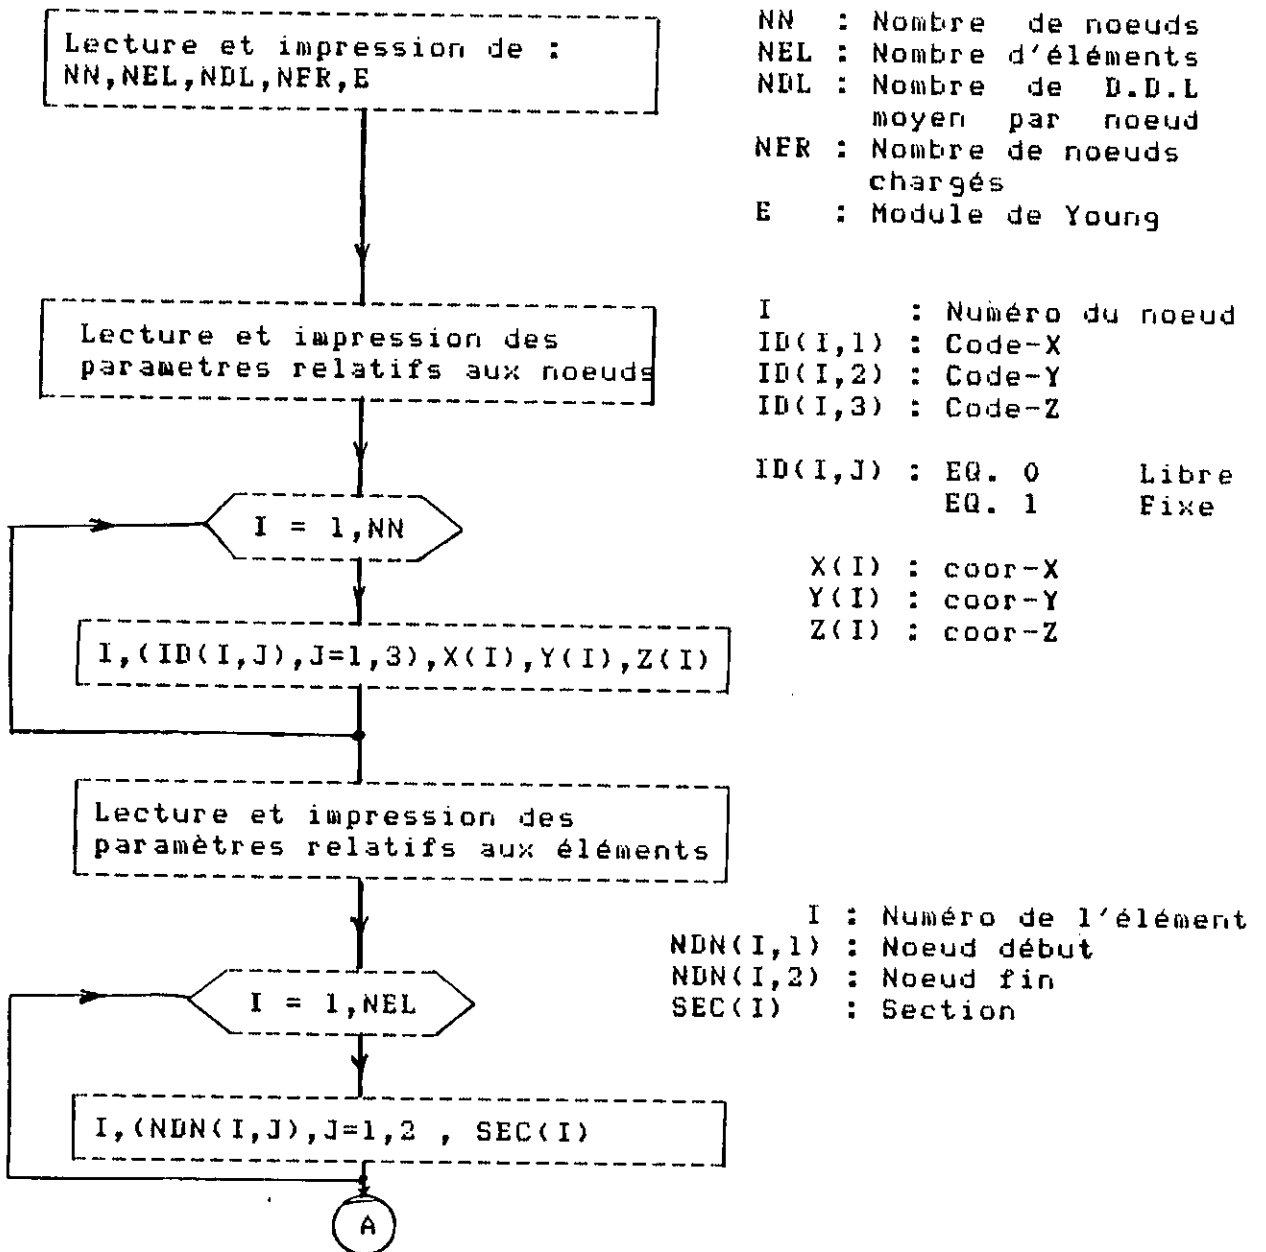 Lecture et impression de :
NN,NEL,NDL,NFR,E
NN : Nombre de noeuds
NEL : Nombre d'éléments
NDL : Nombre de D.D.L
moyen par noeud
NFR : Nombre de noeuds
chargés
E : Module de Young
Lecture et impression des
parametres relatifs aux noeuds
I : Numéro du noeud
ID(I,1) : Code-X
ID(I,2) : Code-Y
ID(I,3) : Code-Z
ID(I,J) : EQ. 0 Libre
EQ. 1 Fixe
I = 1,NN
X(I) : coor-X
Y(I) : coor-Y
Z(I) : coor-Z
I,(ID(I,J),J=1,3),X(I),Y(I),Z(I)
Lecture et impression des
paramètres relatifs aux éléments
I : Numéro de l'élément
NDN(I,1) : Noeud début
NDN(I,2) : Noeud fin
SEC(I) : Section
I = 1,NEL
I,(NDN(I,J),J=1,2 , SEC(I)
A